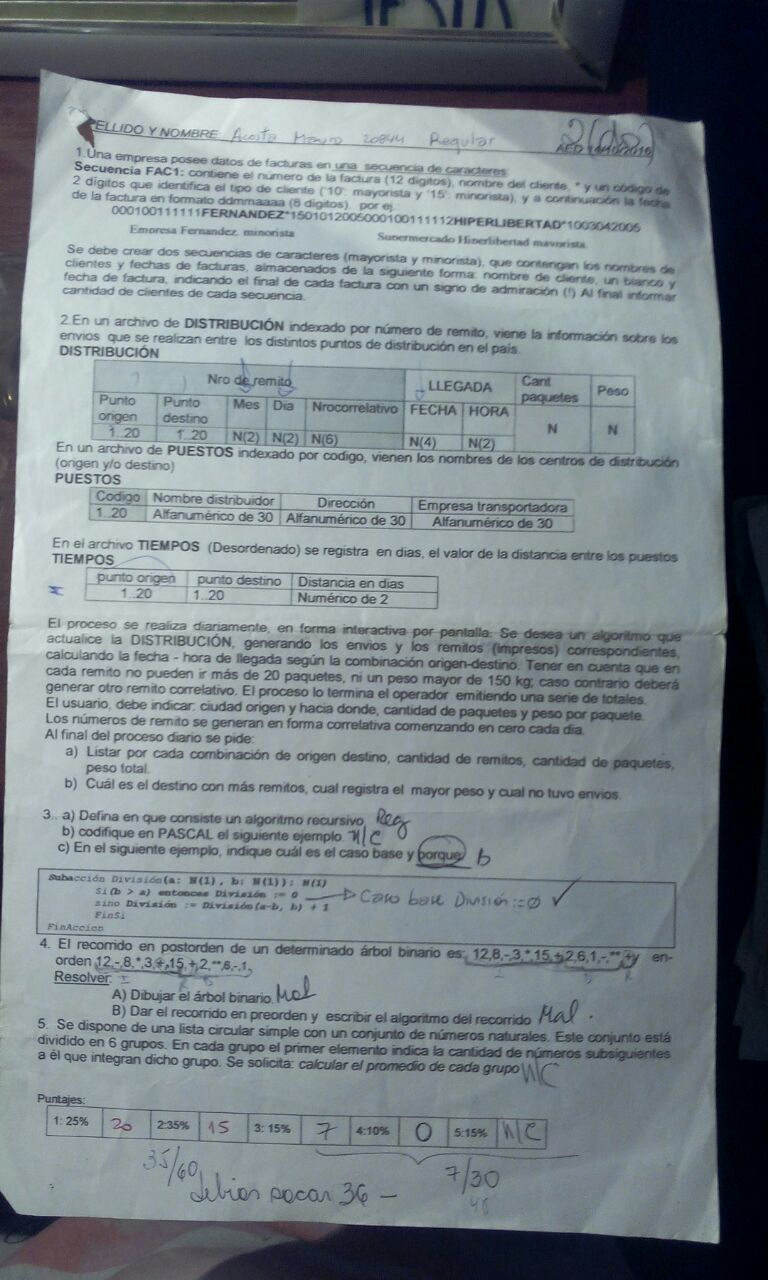 ELLIDO Y NOMBRE: Acosta Mauro 20844 Regular AED
1.Una empresa posee datos de facturas en una secuencia de caracteres:
Secuencia FAC1: contiene el número de la factura (12 digitos), nombre del cliente, * y un código de
2 dígitos que identifica el tipo de cliente ('10': mayorista y '15': minorista), y a continuación la fecha
de la factura en formato ddmmaaaa (8 digitos). por ej.:
000100111111FERNANDEZ*15010120050001001111 12HIPERLIBERTAD*1003042005
Empresa Fernandez. minorista Supermercado Hiperlibertad mayorista
Se debe crear dos secuencias de caracteres (mayorista y minorista), que contengan los nombres de
clientes y fechas de facturas, almacenados de la siguiente forma: nombre de cliente, un blanco y
fecha de factura, indicando el final de cada factura con un signo de admiración (!) Al final informar
cantidad de clientes de cada secuencia.
2.En un archivo de DISTRIBUCIÓN indexado por número de remito, viene la información sobre los
envios que se realizan entre los distintos puntos de distribución en el país.
DISTRIBUCIÓN
Nro de remito LLEGADA Cant paquetes Peso
Punto origen Punto destino Mes Dia Nrocorrelativo FECHA HORA
1..20 1..20 N(2) N(2) N(6) N(4) N(2) N N
En un archivo de PUESTOS indexado por codigo, vienen los nombres de los centros de distribución
(origen y/o destino)
PUESTOS
Codigo Nombre distribuidor Dirección Empresa transportadora
1..20 Alfanumérico de 30 Alfanumérico de 30 Alfanumérico de 30
En el archivo TIEMPOS (Desordenado) se registra en dias, el valor de la distancia entre los puestos
TIEMPOS
punto origen punto destino Distancia en dias
1..20 1..20 Numérico de 2
El proceso se realiza diariamente, en forma interactiva por pantalla. Se desea un algoritmo que
actualice la DISTRIBUCIÓN, generando los envios y los remitos (impresos) correspondientes,
calculando la fecha - hora de llegada según la combinación origen-destino. Tener en cuenta que en
cada remito no pueden ir más de 20 paquetes, ni un peso mayor de 150 kg; caso contrario deberá
generar otro remito correlativo. El proceso lo termina el operador emitiendo una serie de totales.
El usuario, debe indicar: ciudad origen y hacia donde, cantidad de paquetes y peso por paquete.
Los números de remito se generan en forma correlativa comenzando en cero cada día.
Al final del proceso diario se pide:
a) Listar por cada combinación de origen destino, cantidad de remitos, cantidad de paquetes,
peso total.
b) Cuál es el destino con más remitos, cual registra el mayor peso y cual no tuvo envios.
3.. a) Defina en que consiste un algoritmo recursivo. Reg
b) codifique en PASCAL el siguiente ejemplo. N/C
c) En el siguiente ejemplo, indique cuál es el caso base y porque b
Subacción División(a: N(1), b: N(1)): N(1)
Si(b > a) entonces División := 0 Caso base División:=Ø
sino División := División(a-b, b) + 1
FinSi
FinAccion
4. El recorrido en postorden de un determinado árbol binario es: 12,8,-,3,*,15,+,2,6,1,-,**,+y en-
orden 12,-,8,*,3,+,15,+,2,**,6,-,1,
Resolver:
A) Dibujar el árbol binario. Mal
B) Dar el recorrido en preorden y escribir el algoritmo del recorrido Mal.
5. Se dispone de una lista circular simple con un conjunto de números naturales. Este conjunto está
dividido en 6 grupos. En cada grupo el primer elemento indica la cantidad de números subsiguientes
a él que integran dicho grupo. Se solicita: calcular el promedio de cada grupo N/C
Puntajes:
1: 25% 20 2:35% 15 3: 15% 7 4:10% 0 5:15% N/C
35/60 7/30
debias sacar 36 -